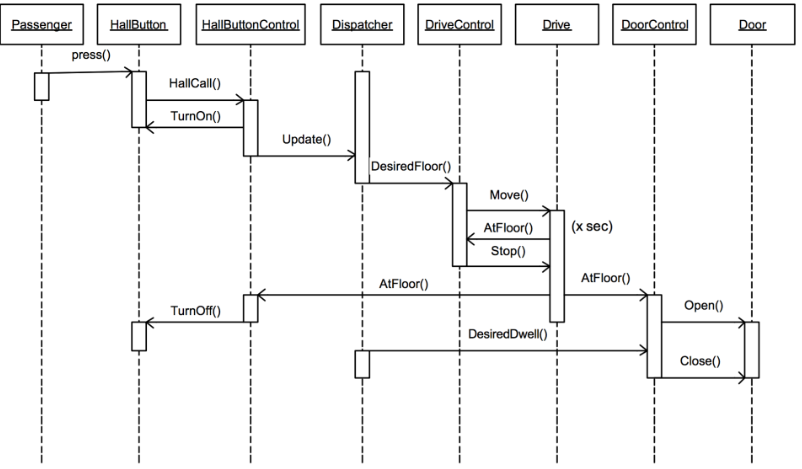 Passenger HallButton HallButtonControl Dispatcher DriveControl Drive DoorControl Door
press()
HallCall()
TurnOn()
Update()
DesiredFloor()
Move()
AtFloor() (x sec)
Stop()
AtFloor() AtFloor()
TurnOff() Open()
DesiredDwell()
Close()